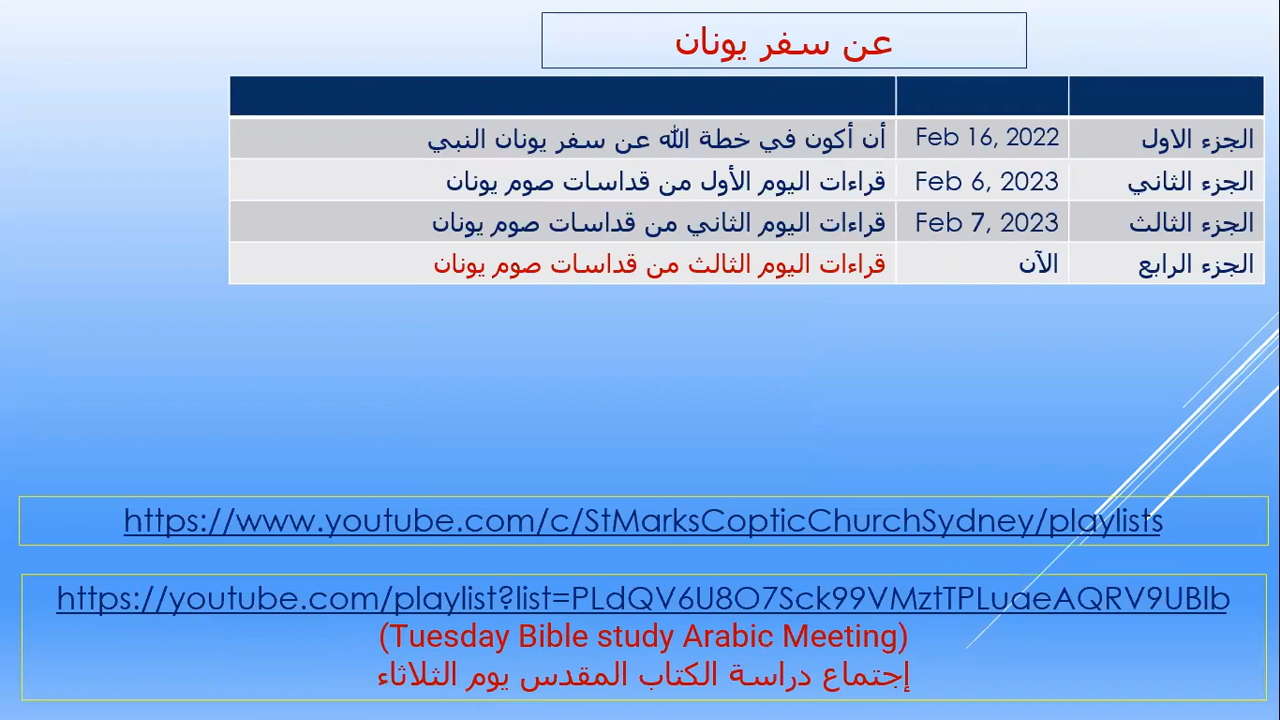 عن سفر يونان
الجزء الاول Feb 16, 2022 أن أكون في خطة الله عن سفر يونان النبي
الجزء الثاني Feb 6, 2023 قراءات اليوم الأول من قداسات صوم يونان
الجزء الثالث Feb 7, 2023 قراءات اليوم الثاني من قداسات صوم يونان
الجزء الرابع الآن قراءات اليوم الثالث من قداسات صوم يونان
https://www.youtube.com/c/StMarksCopticChurchSydney/playlists
https://youtube.com/playlist?list=PLdQV6U8O7Sck99VMztTPLuaeAQRV9UBlb
(Tuesday Bible study Arabic Meeting)
إجتماع دراسة الكتاب المقدس يوم الثلاثاء